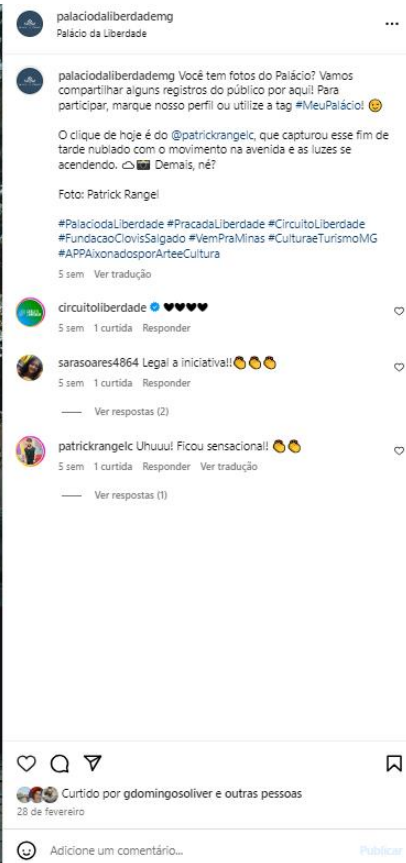 palaciodaliberdademg
Palácio da Liberdade
palaciodaliberdademg Você tem fotos do Palácio? Vamos
compartilhar alguns registros do público por aqui! Para
participar, marque nosso perfil ou utilize a tag #MeuPalácio! 😉
O clique de hoje é do @patrickrangelc, que capturou esse fim de
tarde nublado com o movimento na avenida e as luzes se
acendendo. ☁📸 Demais, né?
Foto: Patrick Rangel
#PalaciodaLiberdade #PracadaLiberdade #CircuitoLiberdade
#FundacaoClovisSalgado #VemPraMinas #CulturaeTurismoMG
#APPAixonadosporArteeCultura
5 sem Ver tradução
circuitoliberdade 🖤🖤🖤🖤
5 sem 1 curtida Responder
sarasoares4864 Legal a iniciativa!!👏👏👏
5 sem 1 curtida Responder
Ver respostas (2)
patrickrangelc Uhuuu! Ficou sensacional! 👏👏
5 sem 1 curtida Responder Ver tradução
Ver respostas (1)
Curtido por gdomingosoliver e outras pessoas
28 de fevereiro
Adicione um comentário... Publicar